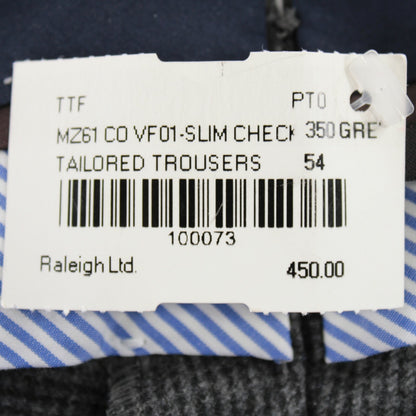 TTF PT0
MZ61 CO VF01-SLIM CHECK 350 GRE
TAILORED TROUSERS 54
100073
Raleigh Ltd. 450.00